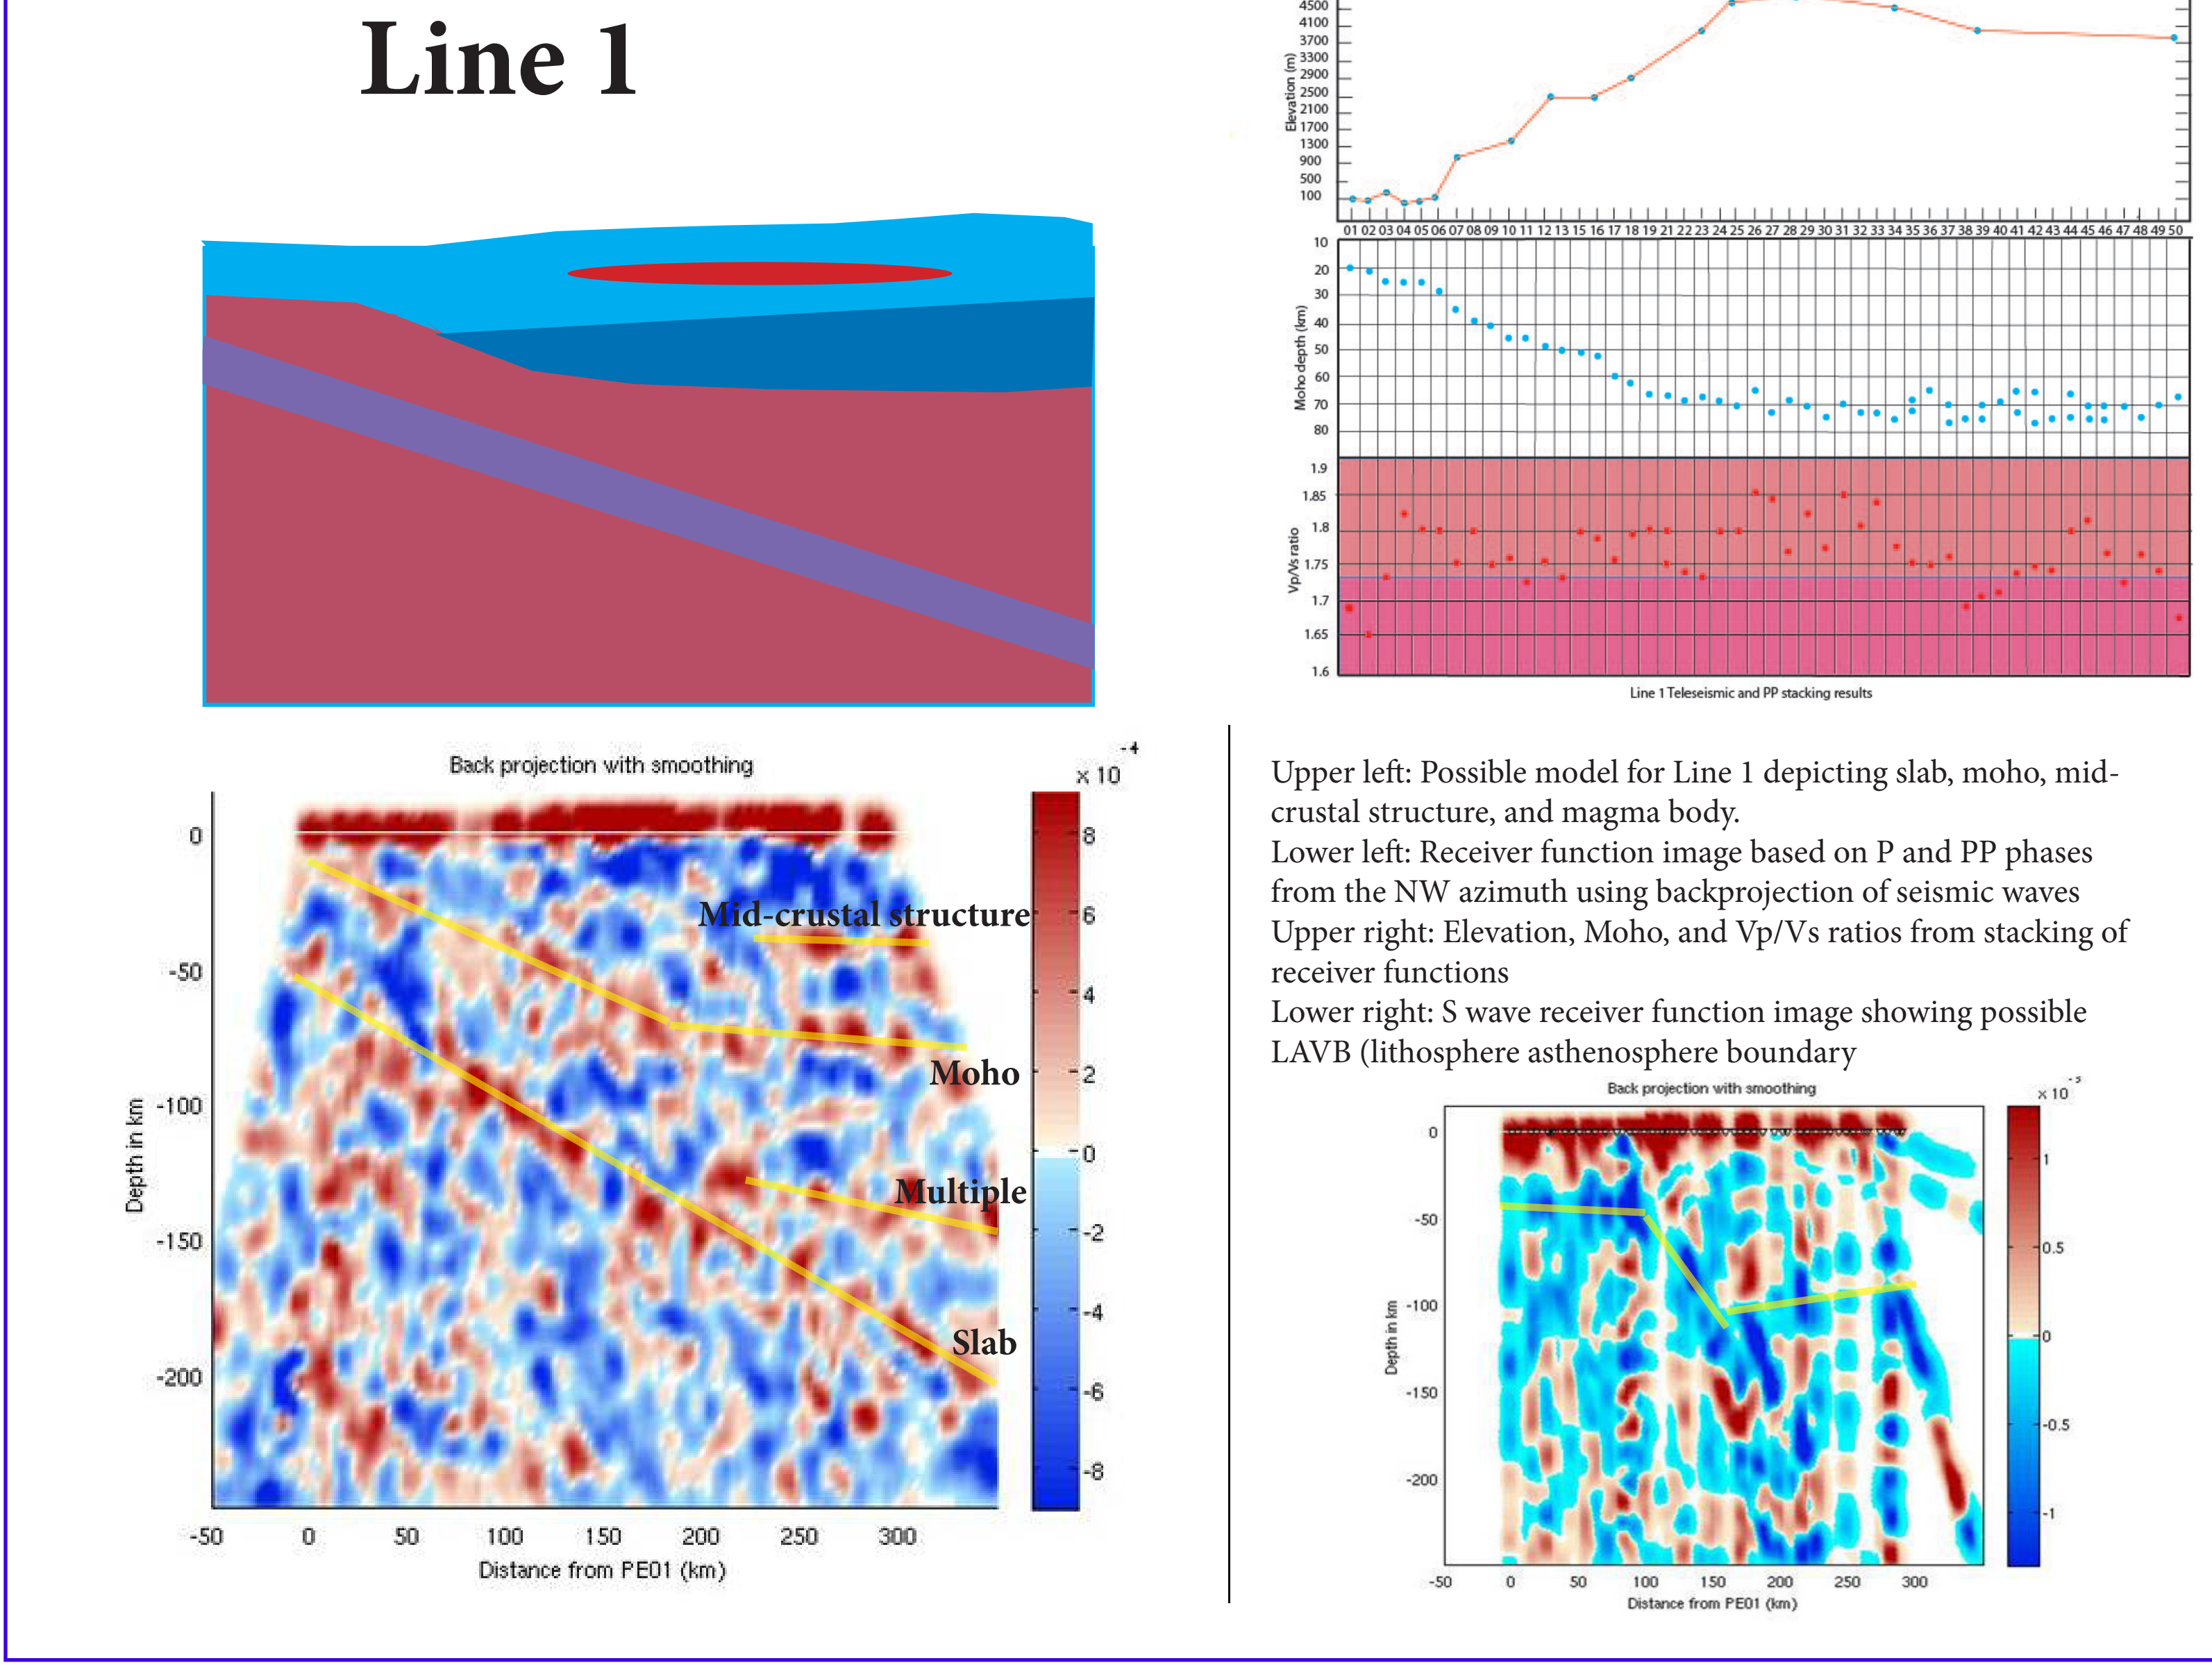 Line 1
4500
4100
3700
3300
2900
2500
2100
1700
1300
900
500
100
Elevation (m)
01 02 03 04 05 06 07 08 09 10 11 12 13 15 16 17 18 19 21 22 23 24 25 26 27 28 29 30 31 32 33 34 35 36 37 38 39 40 41 42 43 44 45 46 47 48 49 50
10
20
30
40
50
60
70
80
Moho depth (km)
1.9
1.85
1.8
1.75
1.7
1.65
1.6
Vp/Vs ratio
Line 1 Teleseismic and PP stacking results
Back projection with smoothing
x 10 -4
0
-50
-100
-150
-200
Depth in km
Mid-crustal structure
Moho
Multiple
Slab
8
6
4
2
0
-2
-4
-6
-8
-50 0 50 100 150 200 250 300
Distance from PE01 (km)
Upper left: Possible model for Line 1 depicting slab, moho, mid-
crustal structure, and magma body.
Lower left: Receiver function image based on P and PP phases
from the NW azimuth using backprojection of seismic waves
Upper right: Elevation, Moho, and Vp/Vs ratios from stacking of
receiver functions
Lower right: S wave receiver function image showing possible
LAVB (lithosphere asthenosphere boundary
Back projection with smoothing
x 10 -3
0
-50
-100
-150
-200
Depth in km
1
0.5
0
-0.5
-1
-50 0 50 100 150 200 250 300
Distance from PE01 (km)